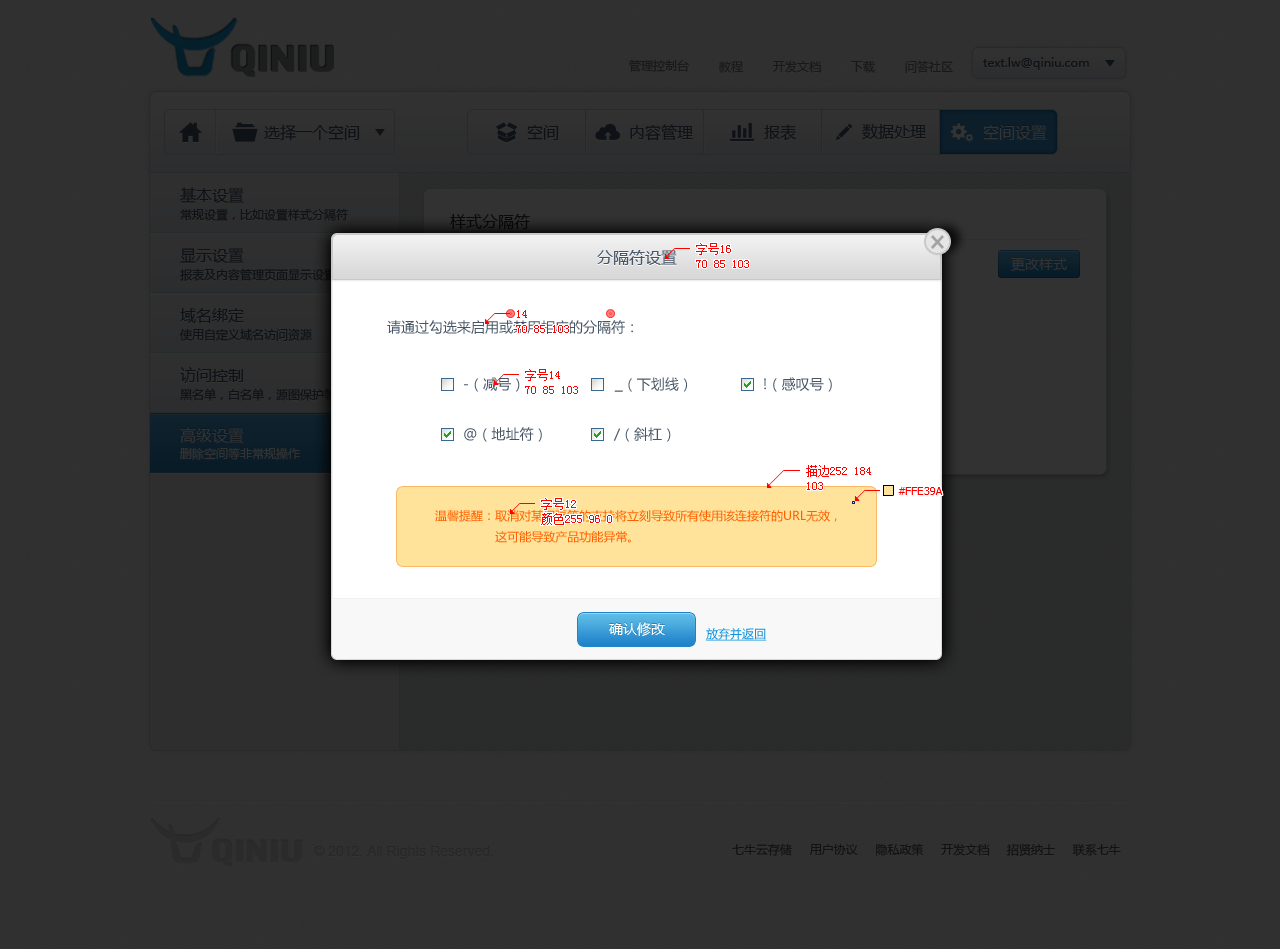 QINIU
管理控制台 教程 开发文档 下载 问答社区 text.lw@qiniu.com
选择一个空间 空间 内容管理 报表 数据处理 空间设置
基本设置
常规设置，比如设置样式分隔符
显示设置
报表及内容管理页面显示设置
域名绑定
使用自定义域名访问资源
访问控制
黑名单，白名单，源图保护
高级设置
删除空间等非常规操作
样式分隔符
更改样式
分隔符设置
字号16
70 85 103
14
70 85 103
请通过勾选来启用或禁用相应的分隔符：
-（减号） _（下划线） !（感叹号）
字号14
70 85 103
@（地址符） /（斜杠）
描边252 184
103
#FFE39A
字号12
颜色255 96 0
温馨提醒：取消对某 将立刻导致所有使用该连接符的URL无效，
这可能导致产品功能异常。
确认修改 放弃并返回
QINIU © 2012. All Rights Reserved.
七牛云存储 用户协议 隐私政策 开发文档 招贤纳士 联系七牛